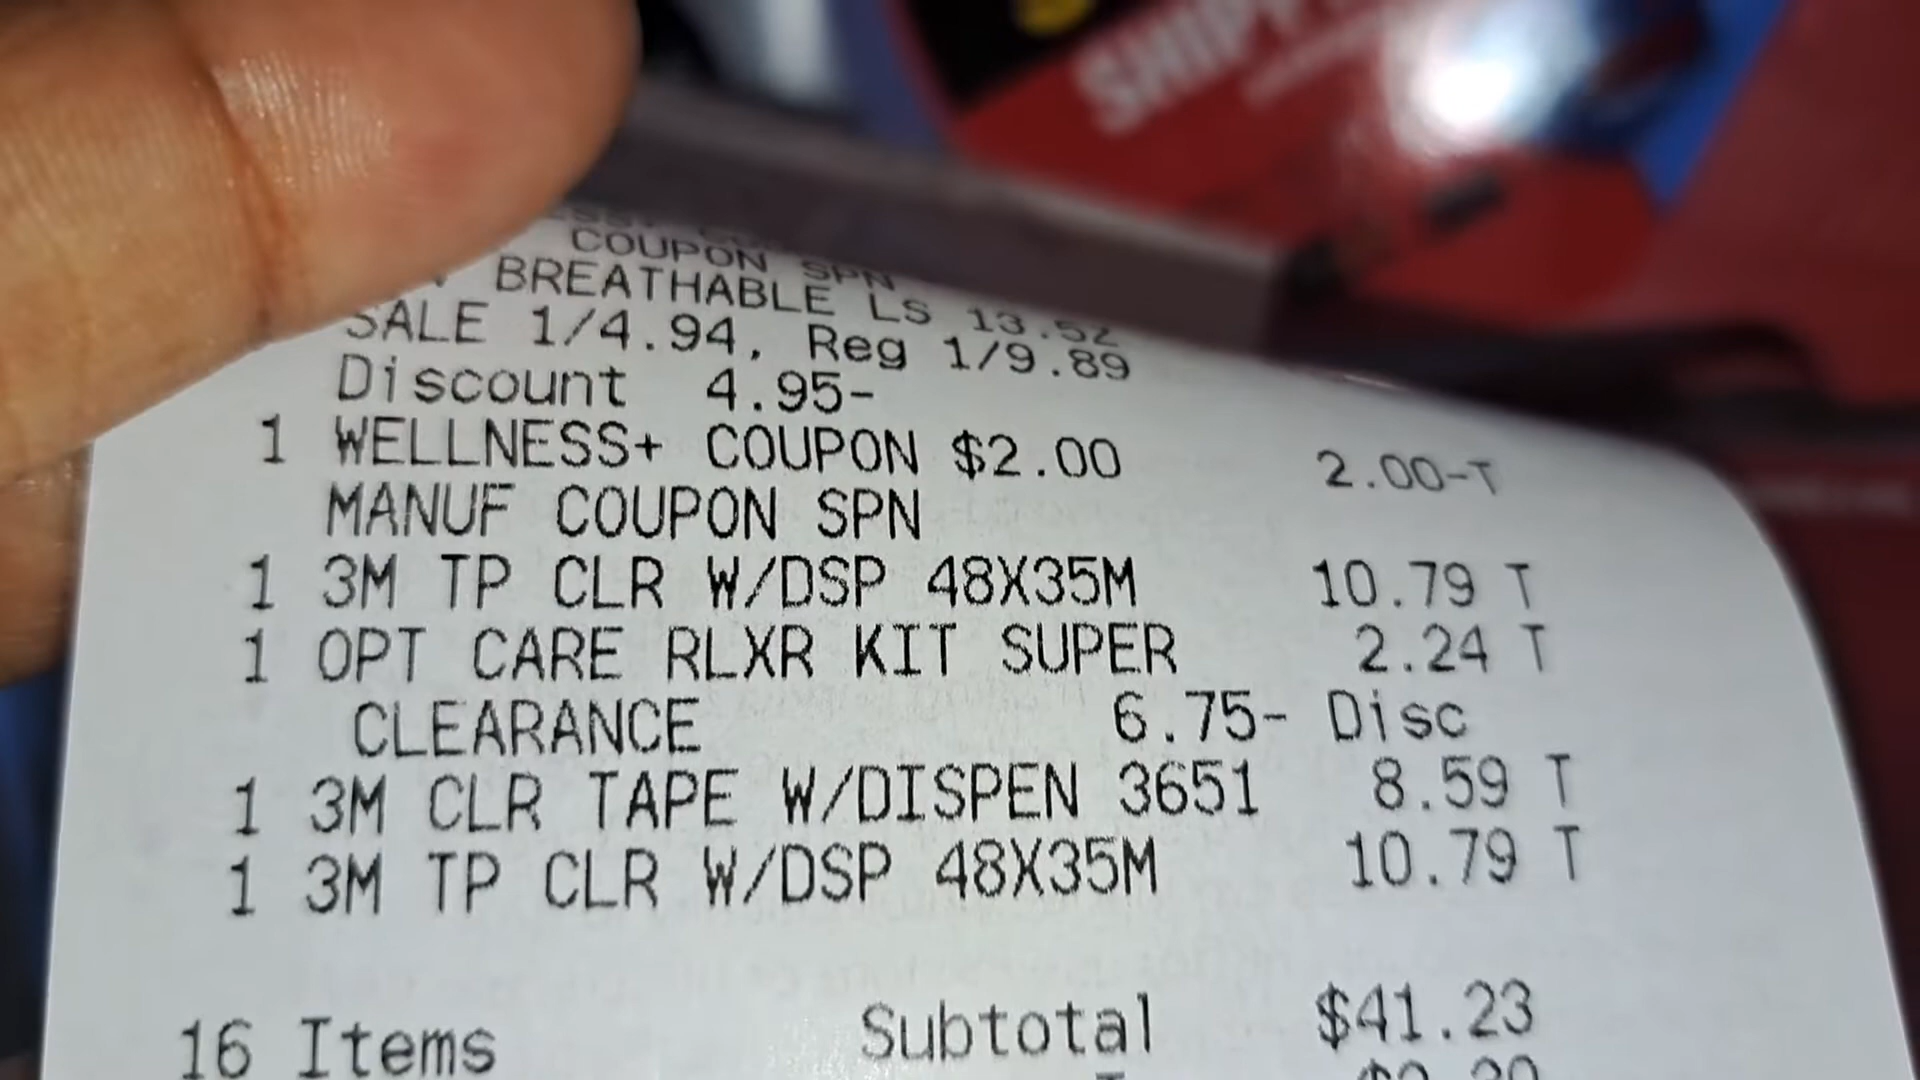 SHIPP
COUPON SPN
BREATHABLE LS 13.52
SALE 1/4.94, Reg 1/9.89
Discount 4.95-
1 WELLNESS+ COUPON $2.00 2.00-T
MANUF COUPON SPN
1 3M TP CLR W/DSP 48X35M 10.79 T
1 OPT CARE RLXR KIT SUPER 2.24 T
CLEARANCE 6.75- Disc
1 3M CLR TAPE W/DISPEN 3651 8.59 T
1 3M TP CLR W/DSP 48X35M 10.79 T
16 Items Subtotal $41.23